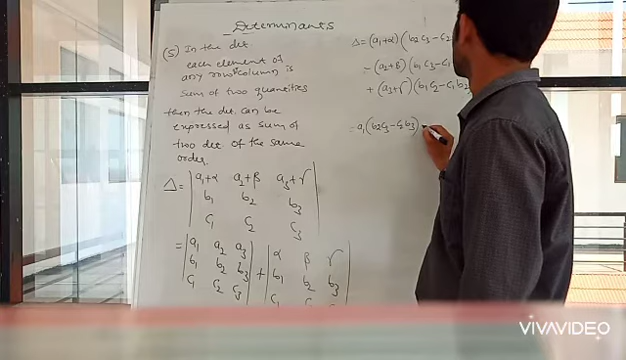 Determinants
(5) In the det
each element of
any row/column is
sum of two quantities
then the det. can be
expressed as sum of
two det of the same
order.
Δ = | a₁+α a₂+β a₃+γ |
b₁ b₂ b₃
c₁ c₂ c₃
= | a₁ a₂ a₃ | + | α β γ |
b₁ b₂ b₃ b₁ b₂ b₃
c₁ c₂ c₃ c₁
Δ = (a₁+α) (b₂c₃ − c₂
− (a₂+β) (b₁c₃ − c₁
+ (a₃+γ) (b₁c₂ − c₁b₂
= a₁(b₂c₃ − c₂b₃)
VIVAVIDEO